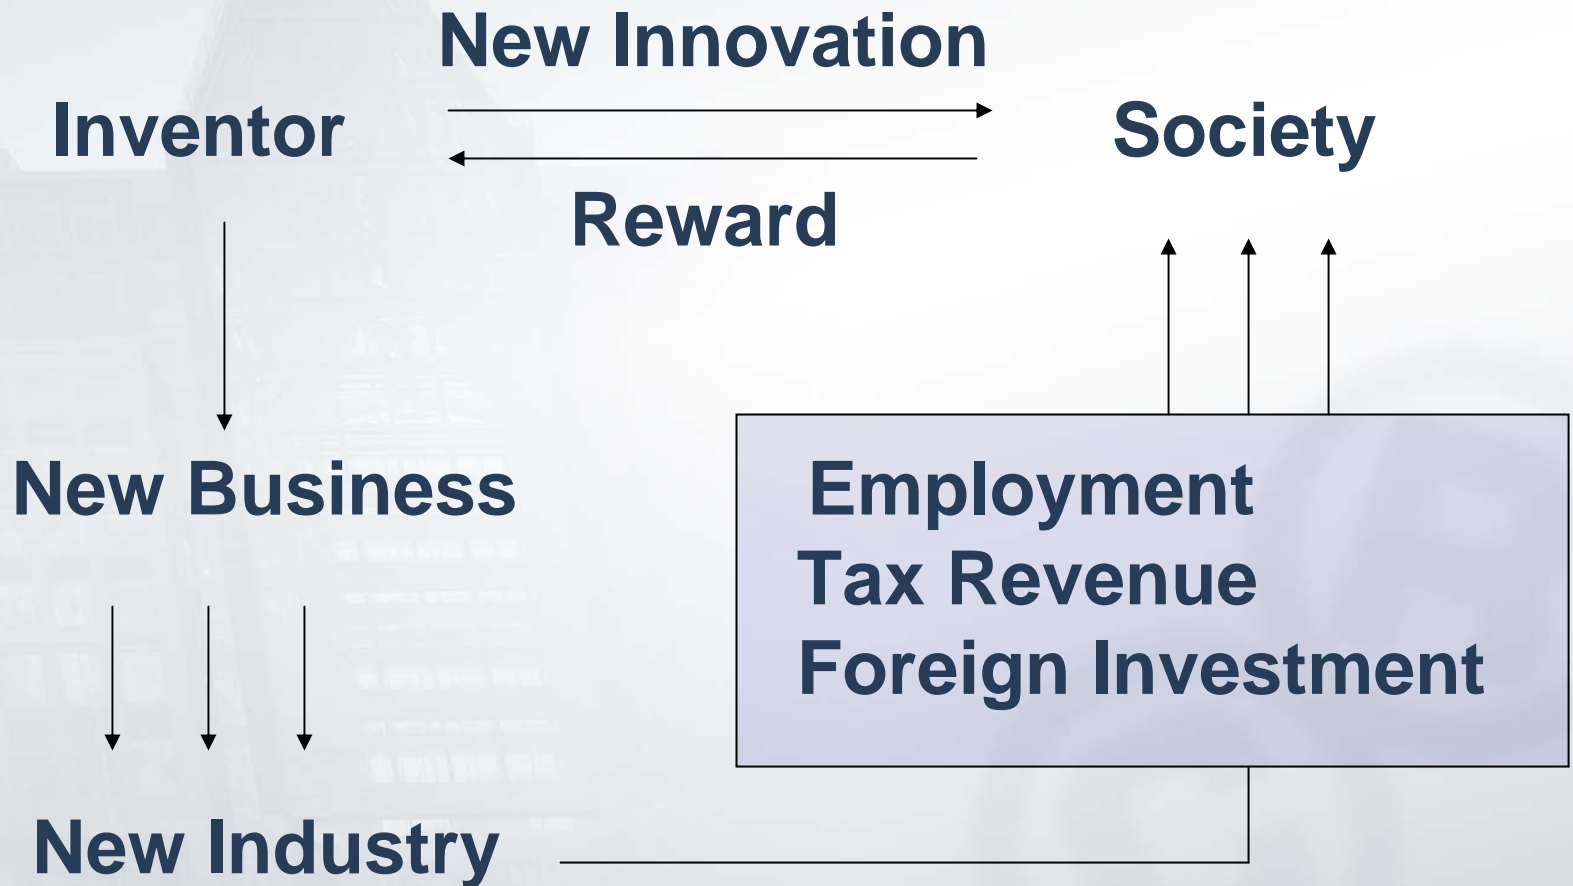 New Innovation
Inventor
Society
Reward
New Business
Employment
Tax Revenue
Foreign Investment
New Industry